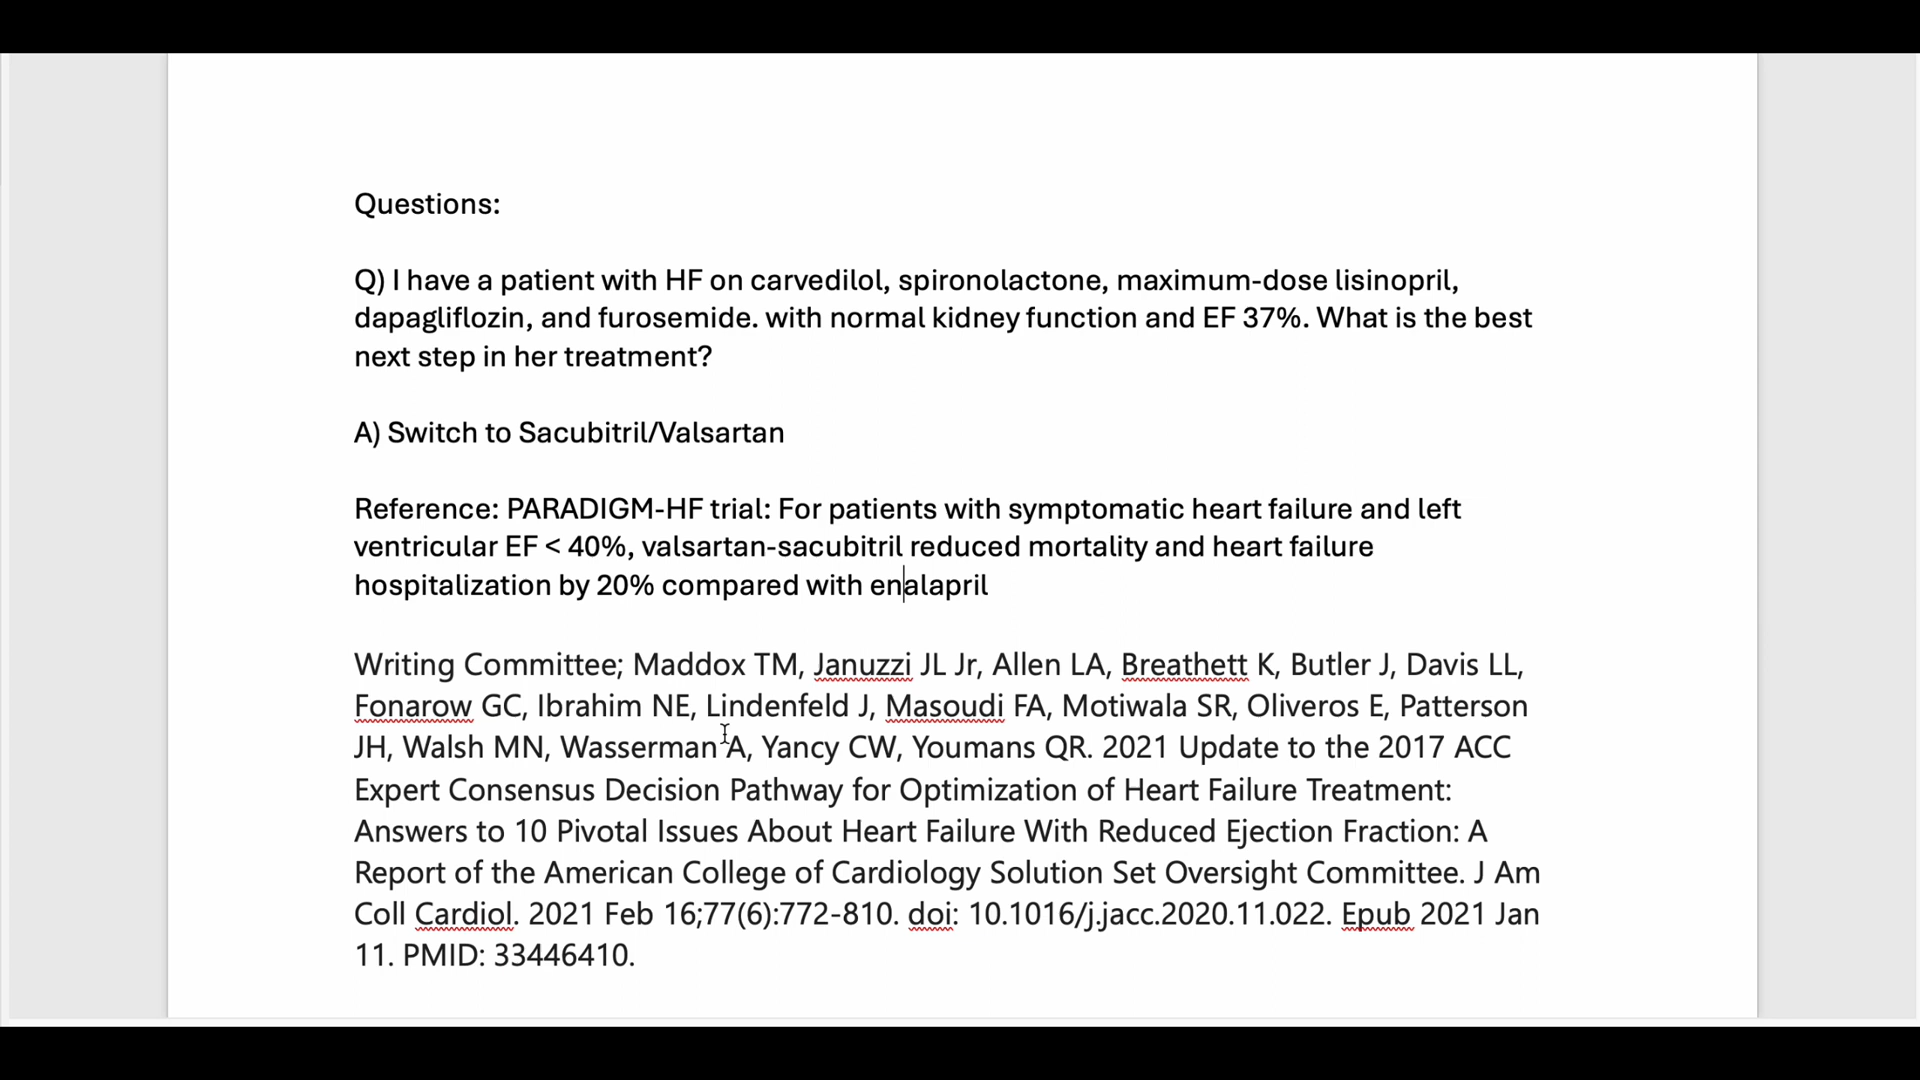 Questions:
Q) I have a patient with HF on carvedilol, spironolactone, maximum-dose lisinopril,
dapagliflozin, and furosemide. with normal kidney function and EF 37%. What is the best
next step in her treatment?
A) Switch to Sacubitril/Valsartan
Reference: PARADIGM-HF trial: For patients with symptomatic heart failure and left
ventricular EF < 40%, valsartan-sacubitril reduced mortality and heart failure
hospitalization by 20% compared with enalapril
Writing Committee; Maddox TM, Januzzi JL Jr, Allen LA, Breathett K, Butler J, Davis LL,
Fonarow GC, Ibrahim NE, Lindenfeld J, Masoudi FA, Motiwala SR, Oliveros E, Patterson
JH, Walsh MN, Wasserman A, Yancy CW, Youmans QR. 2021 Update to the 2017 ACC
Expert Consensus Decision Pathway for Optimization of Heart Failure Treatment:
Answers to 10 Pivotal Issues About Heart Failure With Reduced Ejection Fraction: A
Report of the American College of Cardiology Solution Set Oversight Committee. J Am
Coll Cardiol. 2021 Feb 16;77(6):772-810. doi: 10.1016/j.jacc.2020.11.022. Epub 2021 Jan
11. PMID: 33446410.